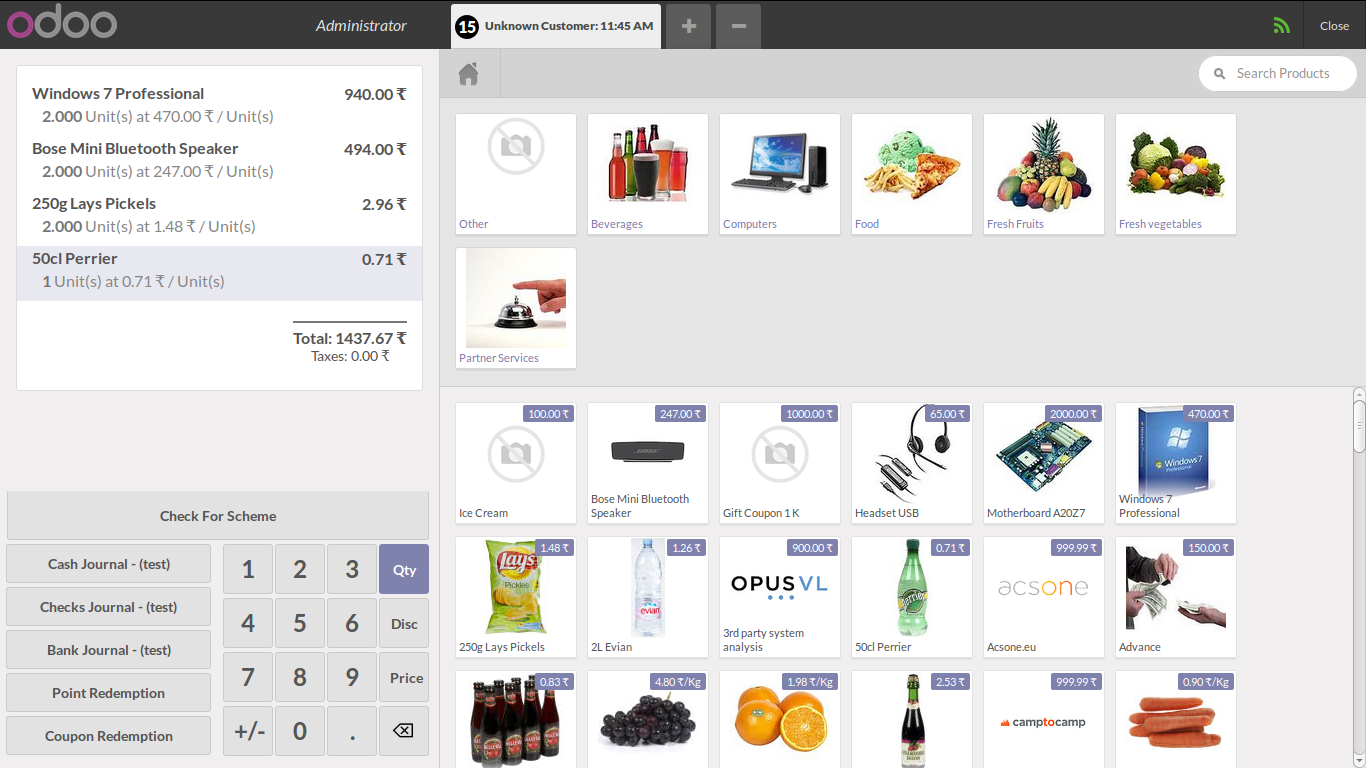 odoo
Administrator
15 Unknown Customer: 11:45 AM
+
−
Close
Search Products
Windows 7 Professional 940.00 ₹
2.000 Unit(s) at 470.00 ₹ / Unit(s)
Bose Mini Bluetooth Speaker 494.00 ₹
2.000 Unit(s) at 247.00 ₹ / Unit(s)
250g Lays Pickels 2.96 ₹
2.000 Unit(s) at 1.48 ₹ / Unit(s)
50cl Perrier 0.71 ₹
1 Unit(s) at 0.71 ₹ / Unit(s)
Total: 1437.67 ₹
Taxes: 0.00 ₹
Check For Scheme
Cash Journal - (test)
Checks Journal - (test)
Bank Journal - (test)
Point Redemption
Coupon Redemption
1 2 3 Qty
4 5 6 Disc
7 8 9 Price
+/- 0 .
Other
Beverages
Computers
Food
Fresh Fruits
Fresh vegetables
Partner Services
100.00 ₹
Ice Cream
247.00 ₹
BOSE
Bose Mini Bluetooth
Speaker
1000.00 ₹
Gift Coupon 1 K
65.00 ₹
Headset USB
2000.00 ₹
Motherboard A20Z7
470.00 ₹
Windows 7
Professional
Windows 7
Professional
1.48 ₹
Lay's
Pickles
250g Lays Pickels
1.26 ₹
evian
2L Evian
900.00 ₹
OPUSVL
3rd party system
analysis
0.71 ₹
Perrier
50cl Perrier
999.99 ₹
acsone
Acsone.eu
150.00 ₹
Advance
0.83 ₹
4.80 ₹/Kg
1.98 ₹/Kg
2.53 ₹
999.99 ₹
camptocamp
0.90 ₹/Kg